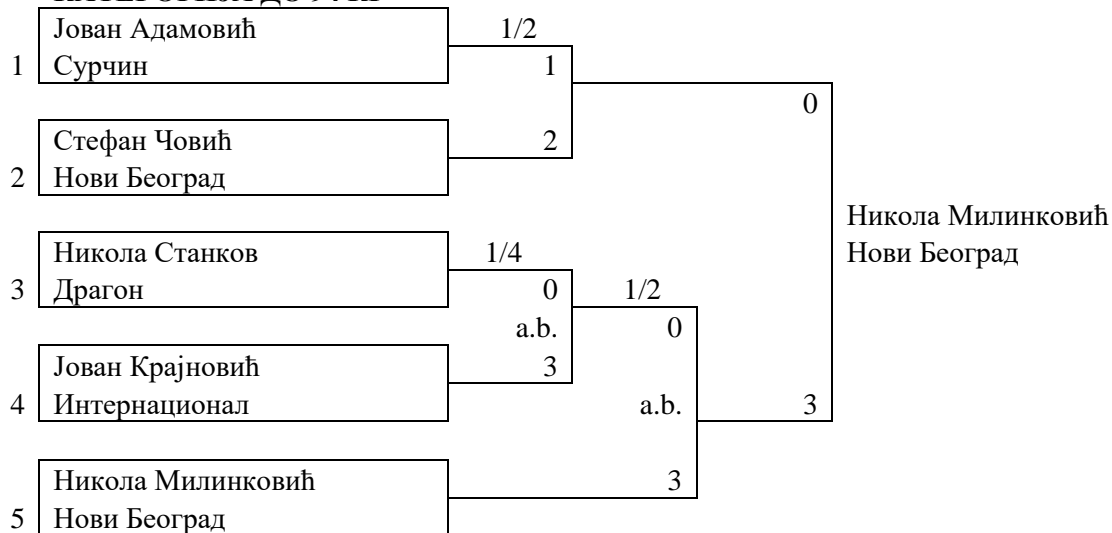 Јован Адамовић
1/2
1
Сурчин
1
0
Стефан Човић
2
2
Нови Београд
Никола Милинковић
Нови Београд
Никола Станков
1/4
3
Драгон
0
1/2
a.b.
0
Јован Крајновић
3
4
Интернационал
a.b.
3
Никола Милинковић
3
5
Нови Београд